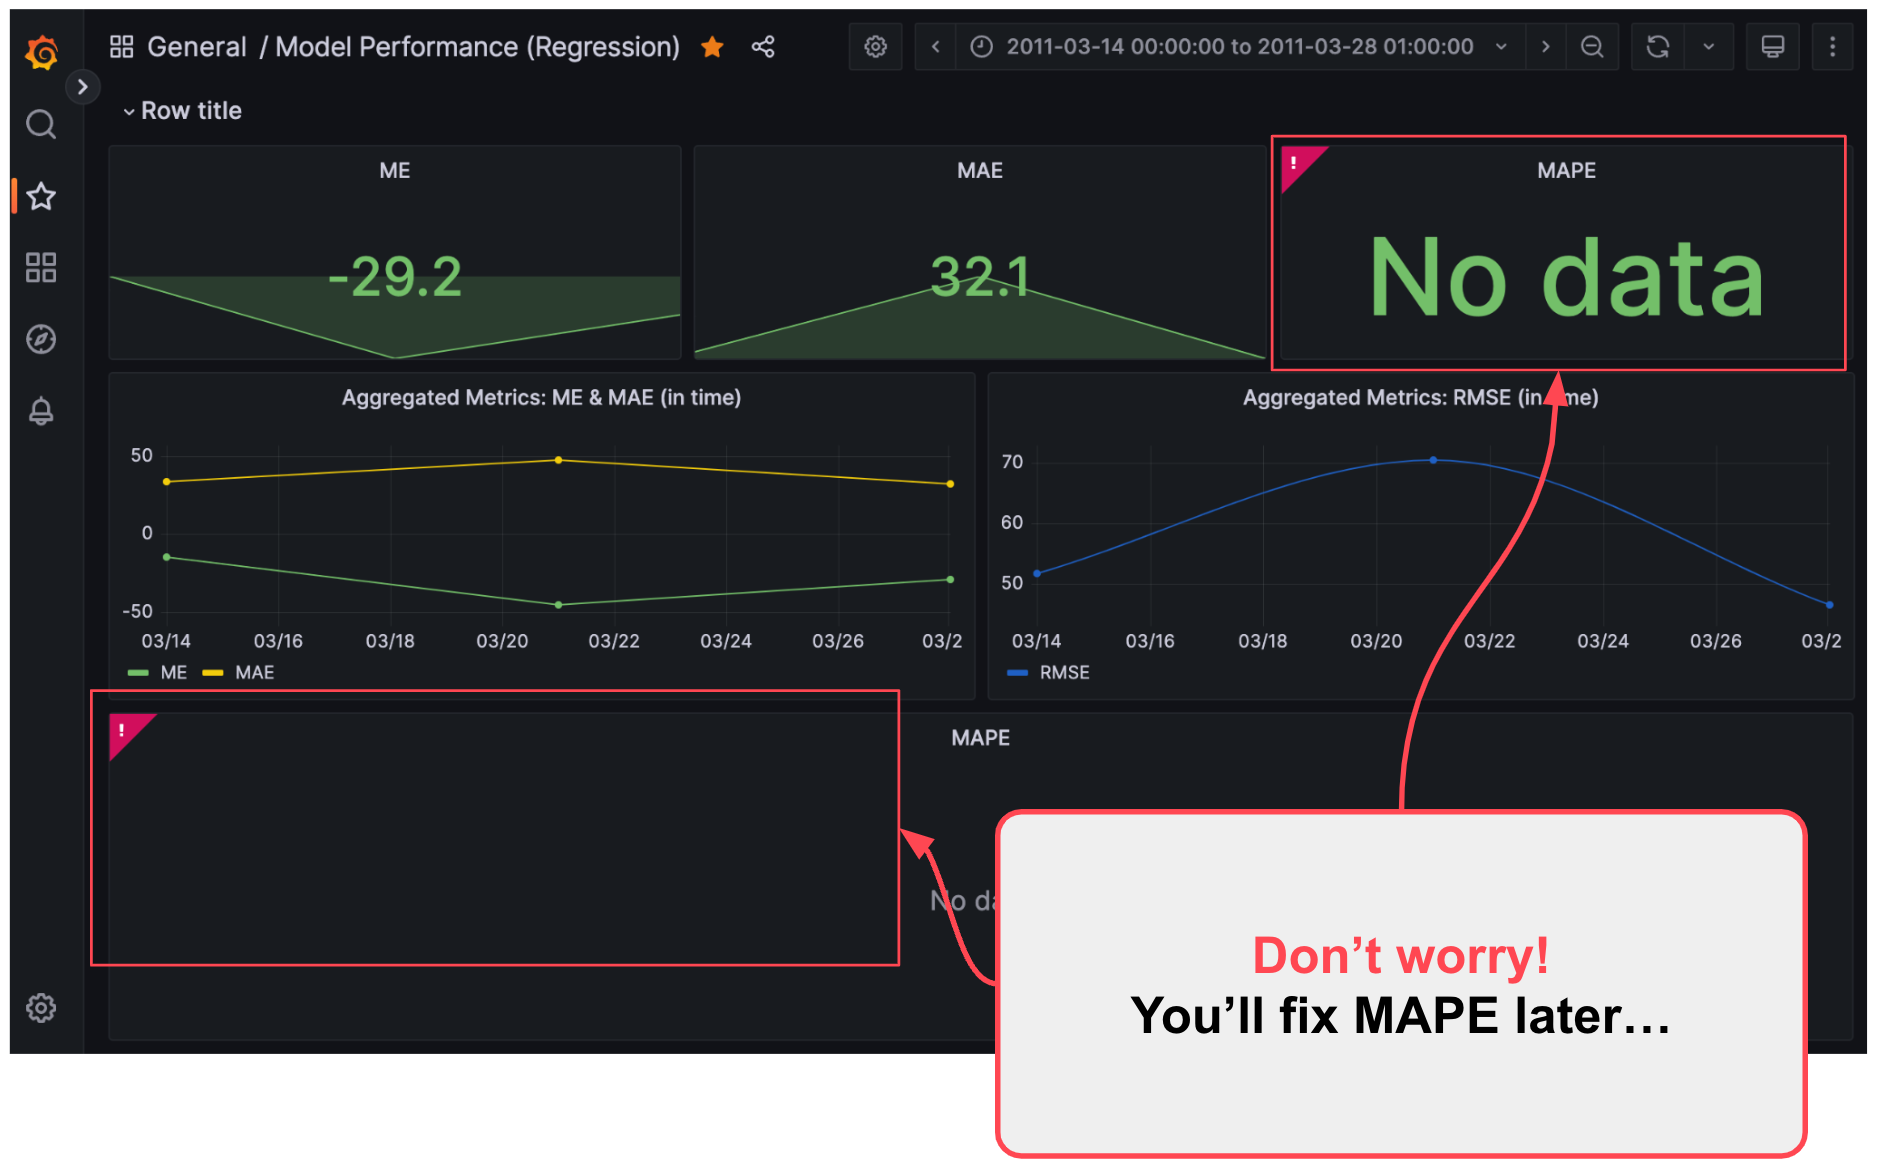 General / Model Performance (Regression)
2011-03-14 00:00:00 to 2011-03-28 01:00:00
Row title
ME
-29.2
MAE
32.1
!
MAPE
No data
Aggregated Metrics: ME & MAE (in time)
50
0
-50
03/14 03/16 03/18 03/20 03/22 03/24 03/26 03/2
ME MAE
Aggregated Metrics: RMSE (in time)
70
60
50
03/14 03/16 03/18 03/20 03/22 03/24 03/26 03/2
RMSE
!
MAPE
No da
Don’t worry!
You’ll fix MAPE later...